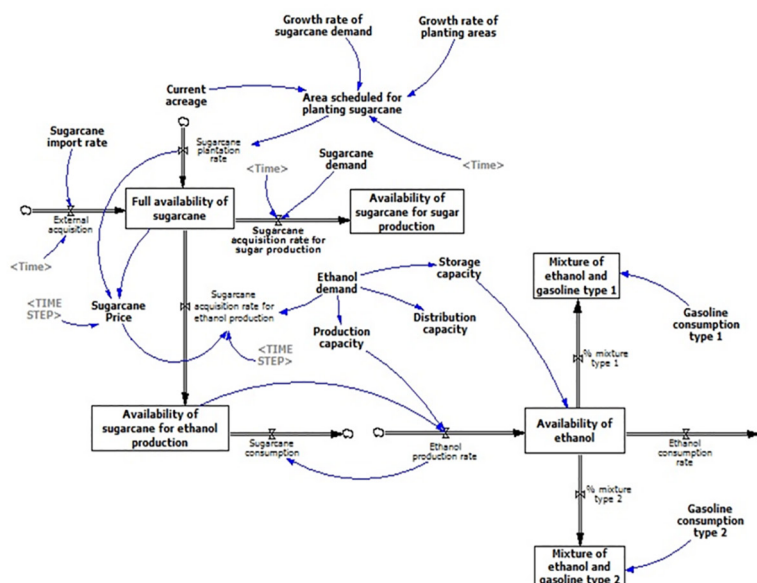 Growth rate of
sugarcane demand
Growth rate of
planting areas
Current
acreage
Area scheduled for
planting sugarcane
Sugarcane
import rate
Sugarcane
plantation
rate
<Time>
Sugarcane
demand
<Time>
Full availability of
sugarcane
Availability
of sugarcane for sugar
production
External
acquisition
Sugarcane
acquisition rate for
sugar production
<Time>
<TIME
STEP>
Sugarcane
Price
Sugarcane
acquisition rate for
ethanol production
Ethanol
demand
Storage
capacity
Mixture of
ethanol and
gasoline type 1
Production
capacity
Distribution
capacity
Gasoline
consumption
type 1
<TIME
STEP>
% mixture
type 1
Availability of
sugarcane for ethanol
production
Sugarcane
consumption
Ethanol
production rate
Availability of
ethanol
Ethanol consumption
rate
% mixture
type 2
Gasoline
consumption
type 2
Mixture of
ethanol and
gasoline type 2